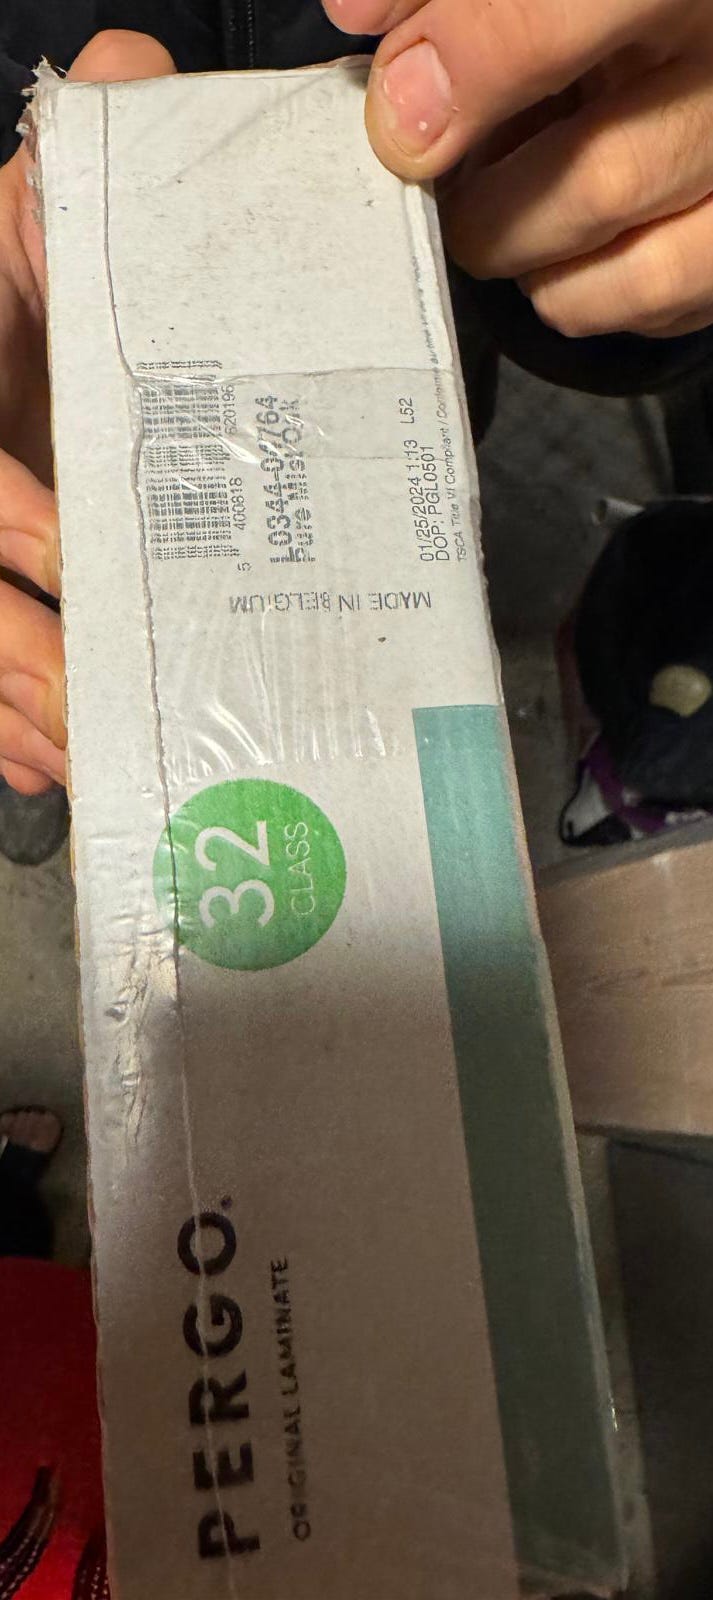 5 400818 620196
L0344-04764
Pure Mist Oak
01/25/2024 1:13 L52
DOP: PGL0501
TSCA Title VI Compliant / Conforme
MADE IN BELGIUM
32
CLASS
PERGO.
ORIGINAL LAMINATE